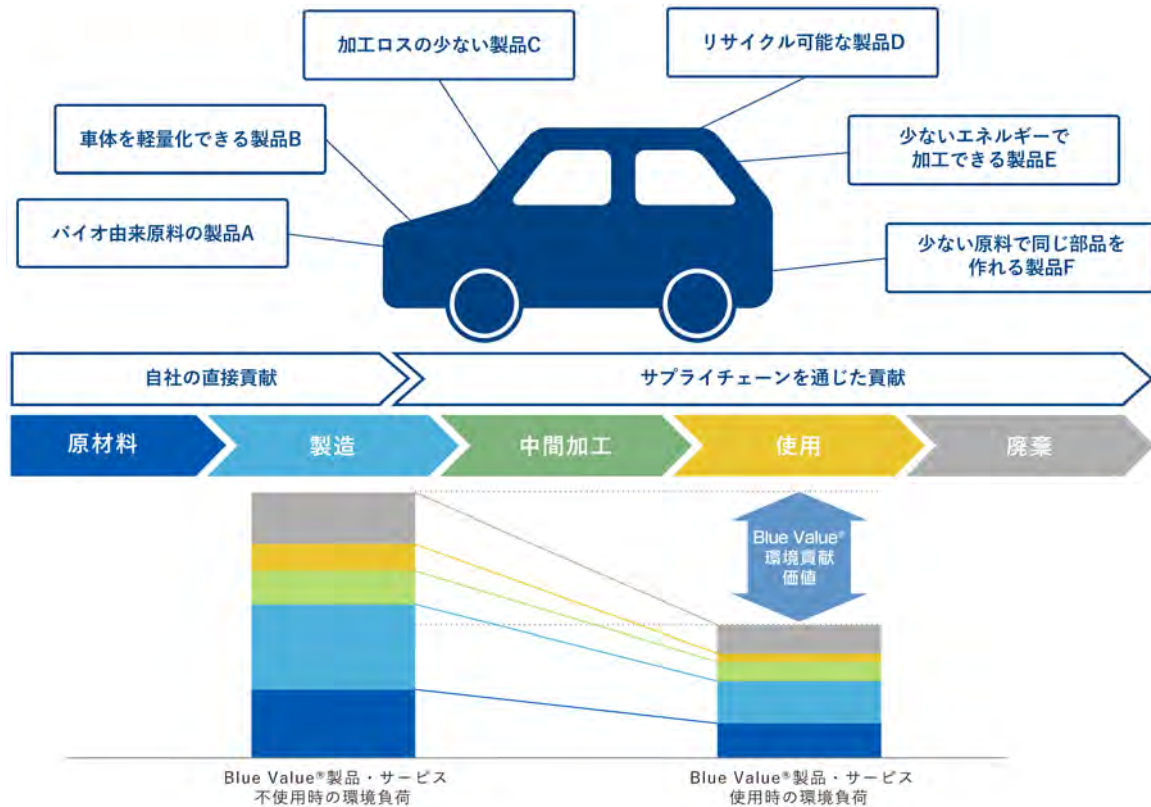 加工ロスの少ない製品C
リサイクル可能な製品D
車体を軽量化できる製品B
少ないエネルギーで
加工できる製品E
バイオ由来原料の製品A
少ない原料で同じ部品を
作れる製品F
自社の直接貢献
サプライチェーンを通じた貢献
原材料
製造
中間加工
使用
廃棄
Blue Value®
環境貢献
価値
Blue Value®製品・サービス
不使用時の環境負荷
Blue Value®製品・サービス
使用時の環境負荷